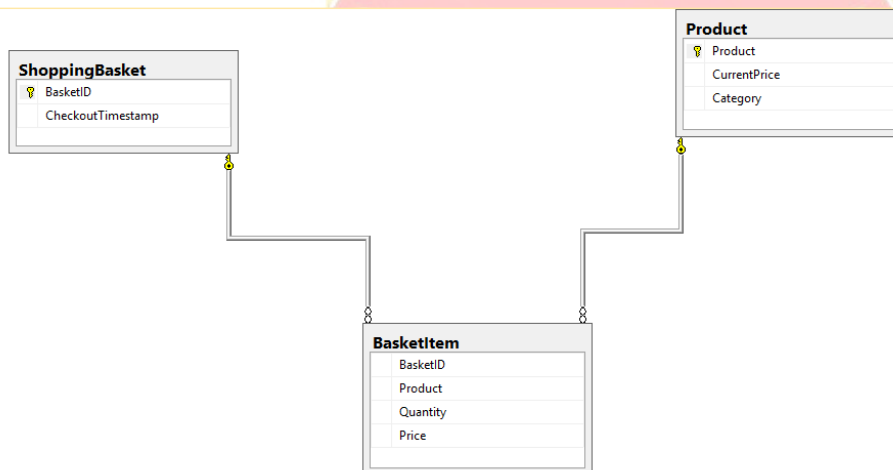 ShoppingBasket
BasketID
CheckoutTimestamp
Product
Product
CurrentPrice
Category
BasketItem
BasketID
Product
Quantity
Price